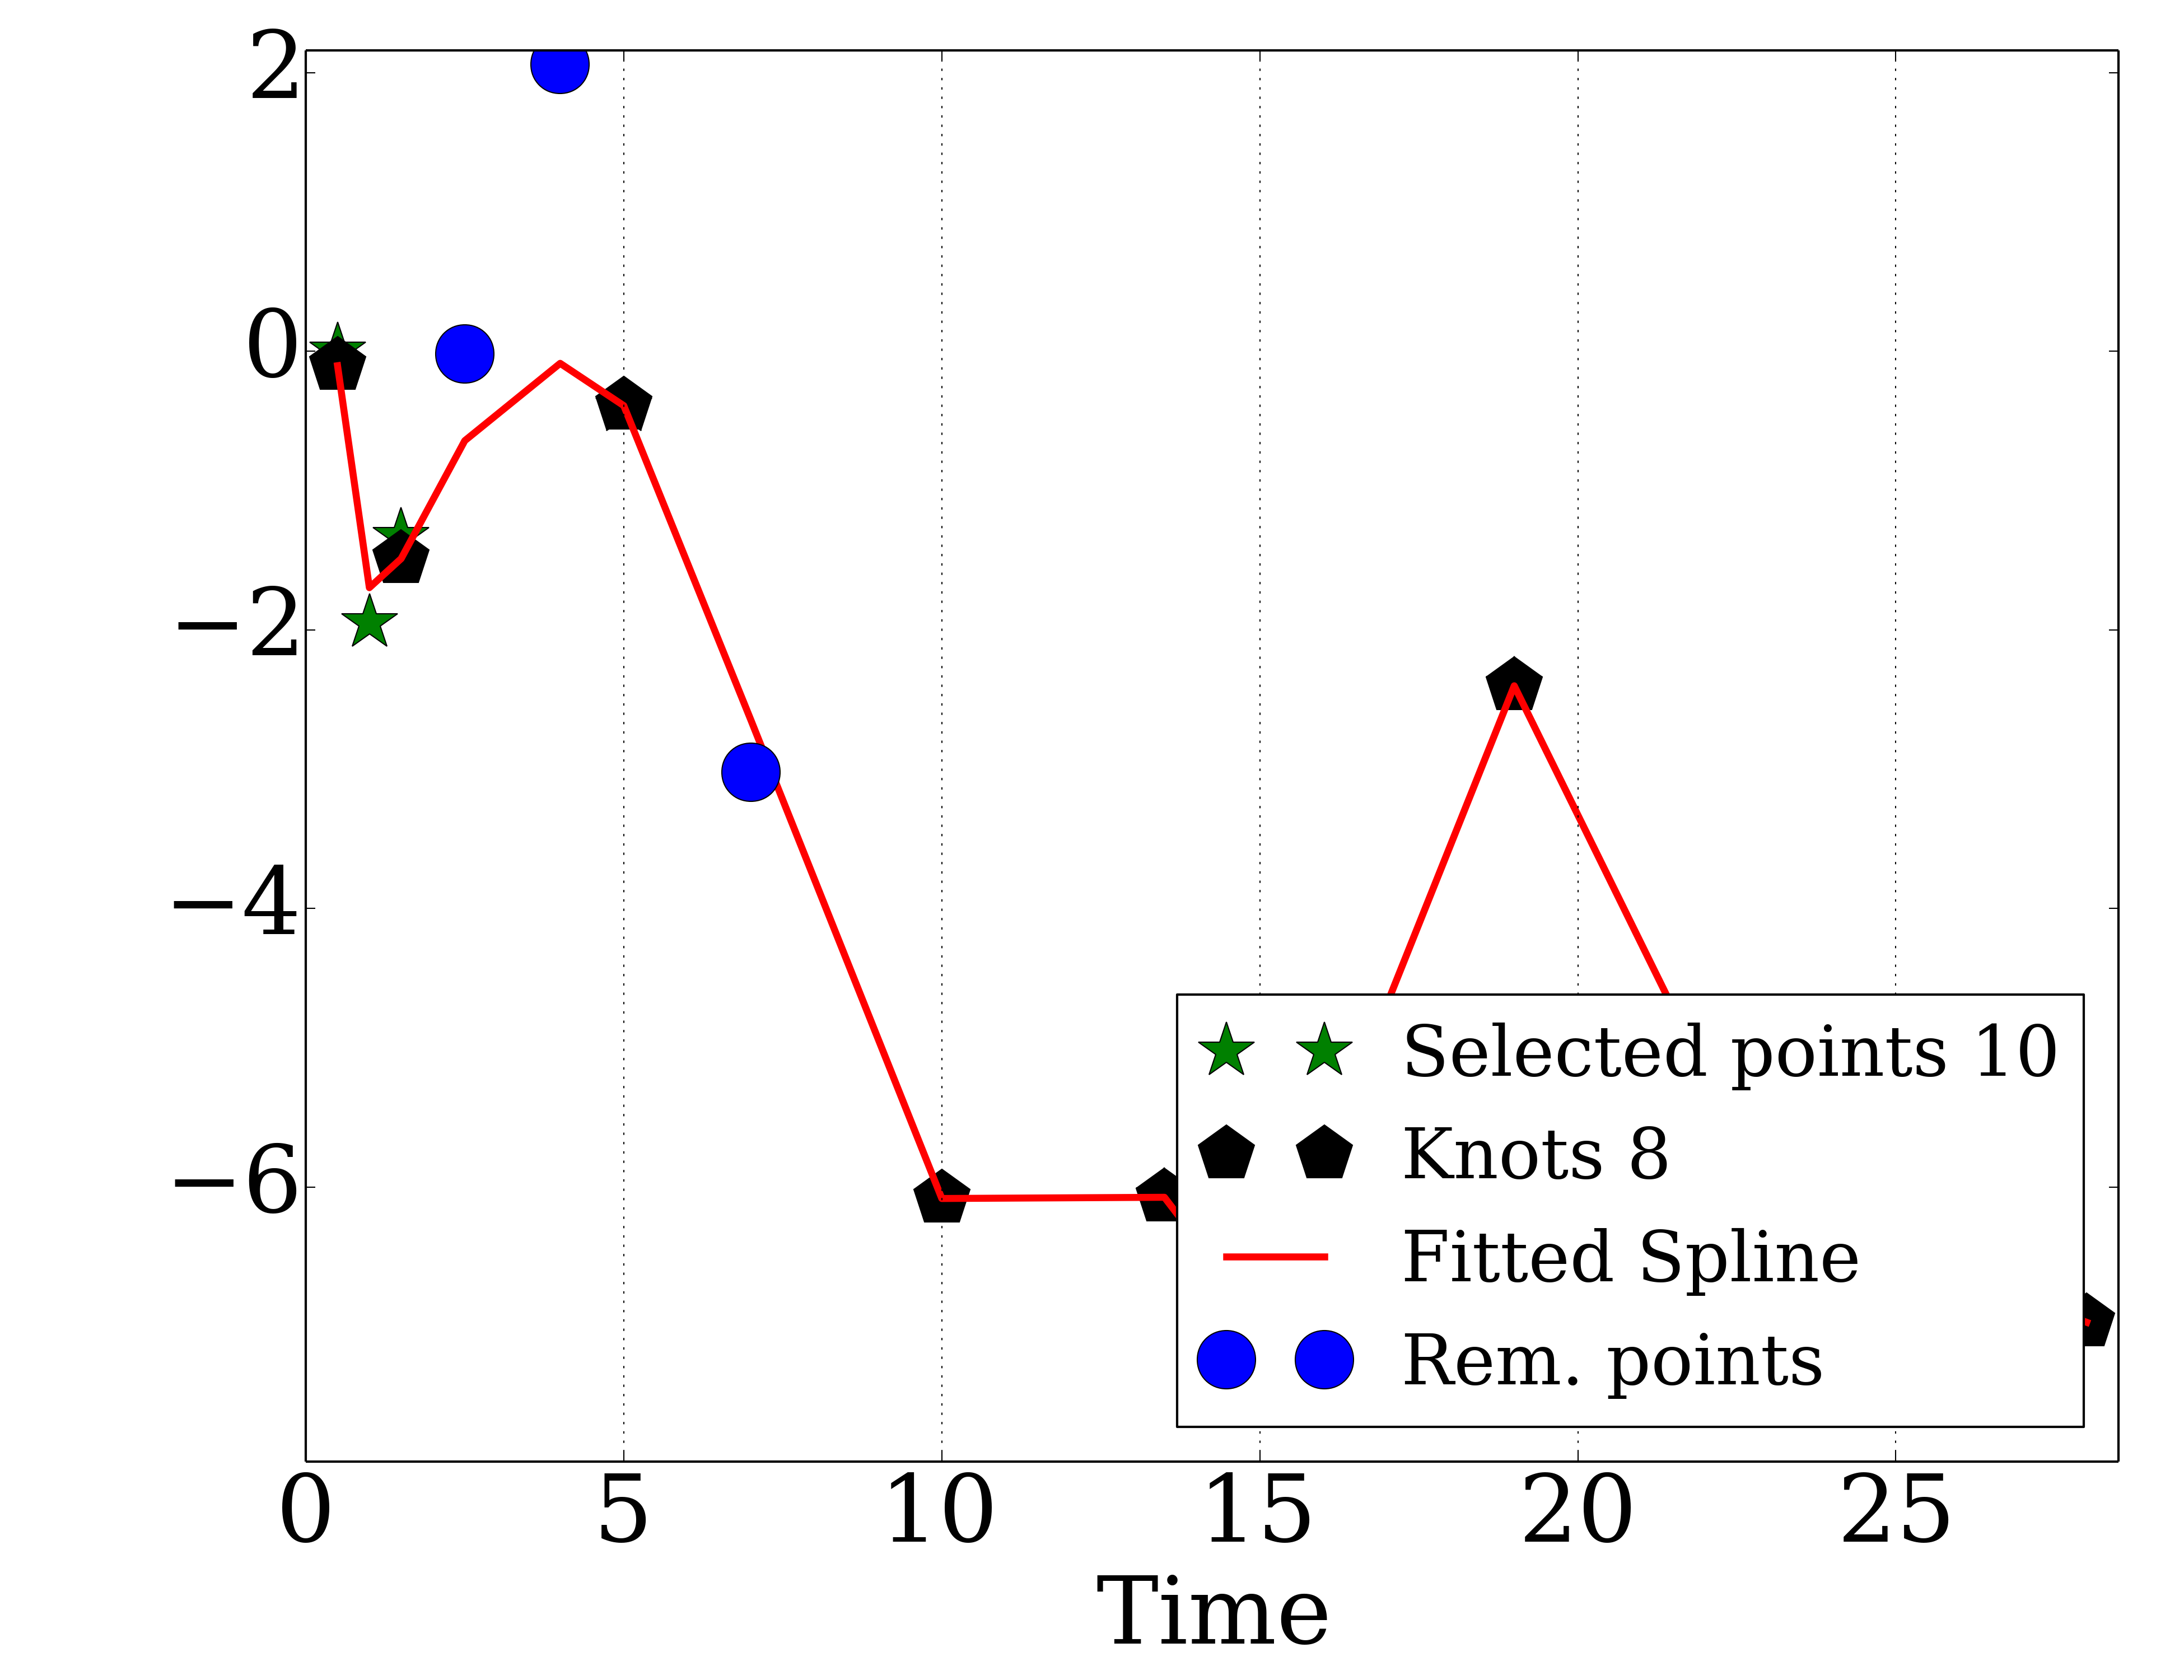 2
0
−2
−4
−6
Selected points 10
Knots 8
Fitted Spline
Rem. points
0 5 10 15 20 25
Time